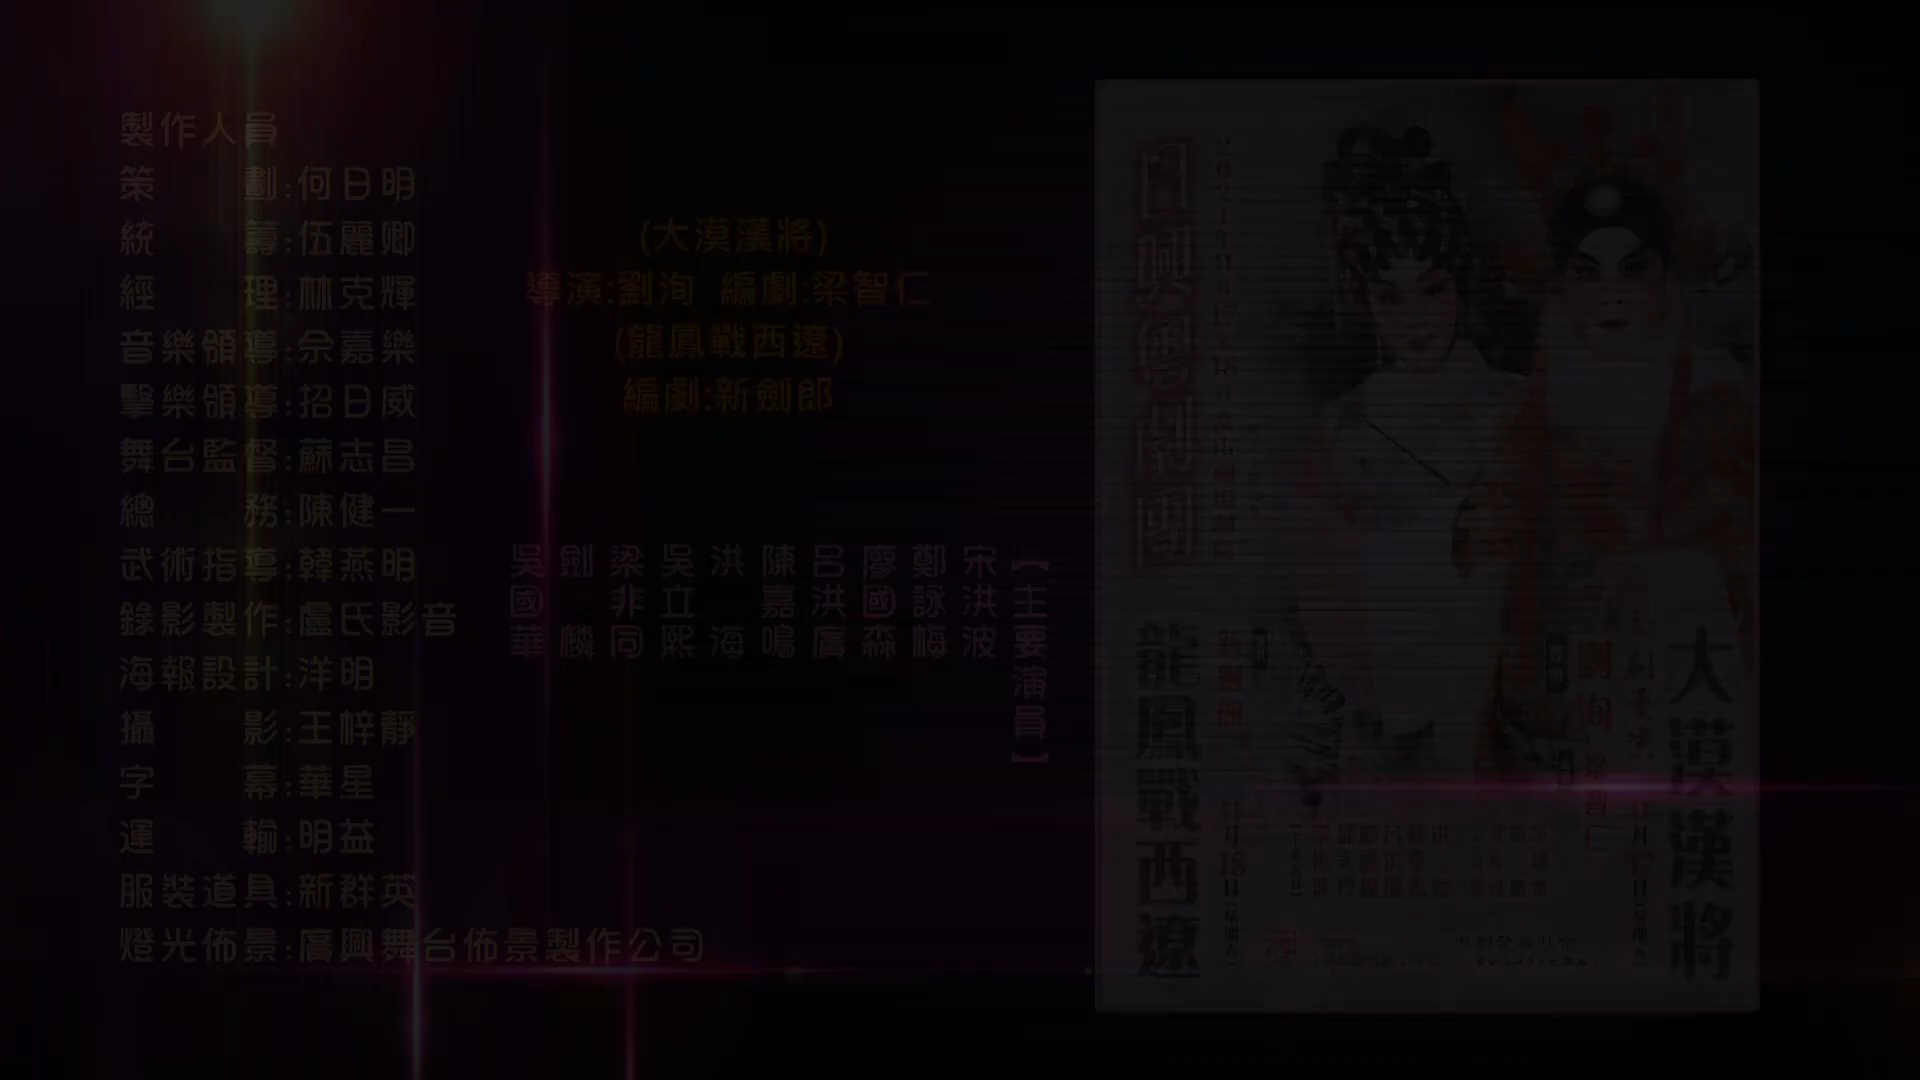 製作人員
策劃:何日明
統籌:伍麗卿
經理:林克輝
音樂領導:佘嘉樂
擊樂領導:招日威
舞台監督:蘇志昌
總務:陳健一
武術指導:韓燕明
錄影製作:盧氏影音
海報設計:洋明
攝影:王梓靜
字幕:華星
運輸:明益
服裝道具:新群英
燈光佈景:廣興舞台佈景製作公司
(大漠漢將)
導演:劉洵 編劇:梁智仁
(龍鳳戰西遼)
編劇:新劍郎
【主要演員】
宋洪波
鄭詠梅
廖國森
呂洪廣
陳嘉鳴
洪海
吳立熙
梁非同
劍麟
吳國華
日興粵劇團
大漠漢將
龍鳳戰西遼